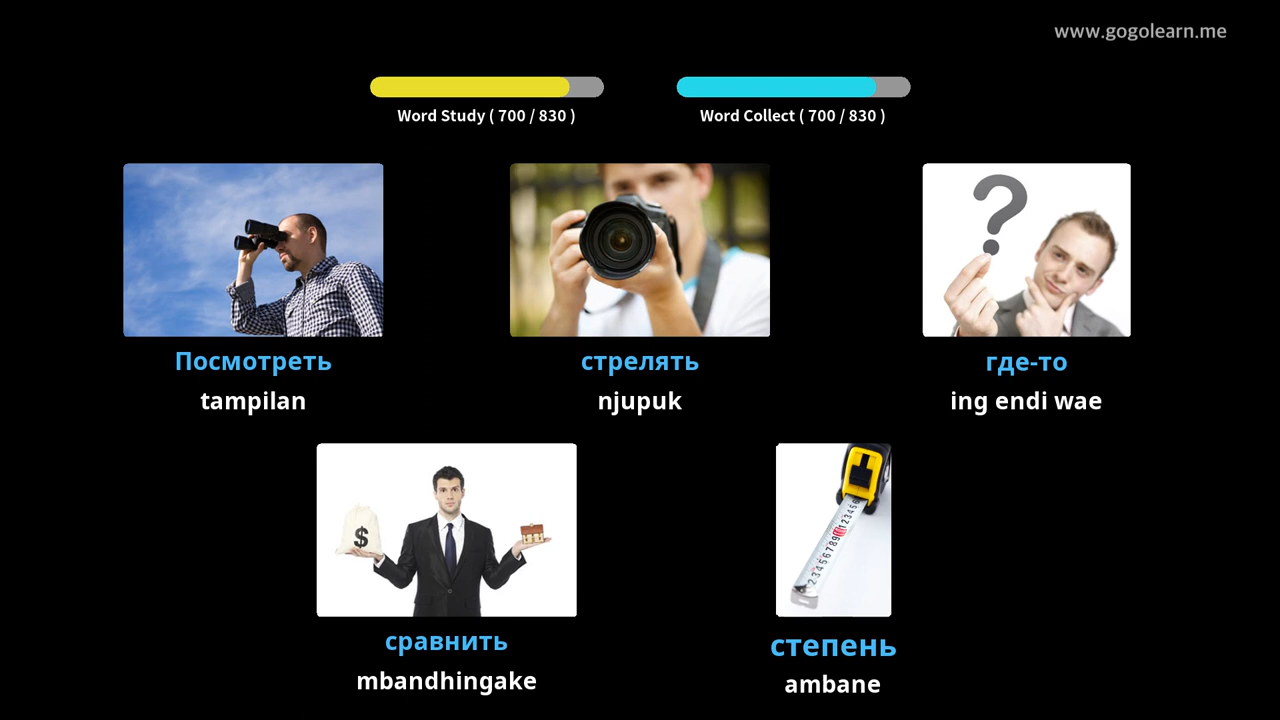 www.gogolearn.me
Word Study ( 700 / 830 )
Word Collect ( 700 / 830 )
Посмотреть
tampilan
стрелять
njupuk
где-то
ing endi wae
сравнить
mbandhingake
степень
ambane